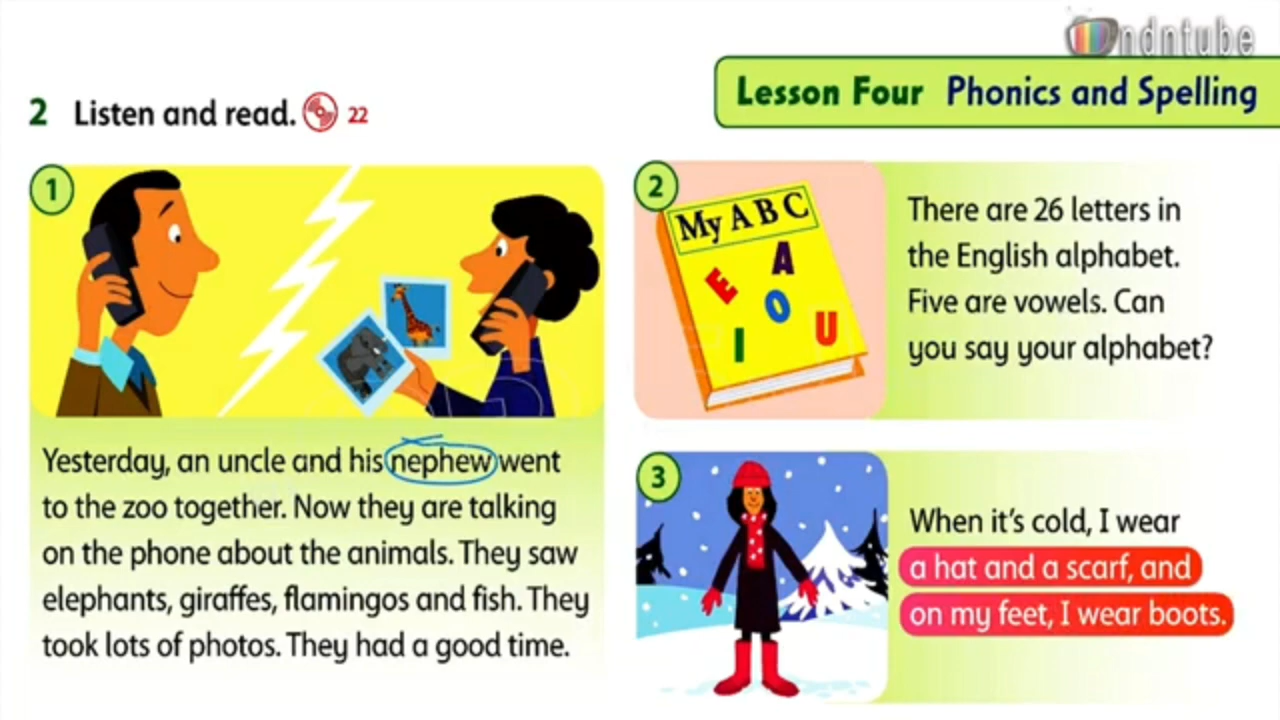 ndntube
Lesson Four Phonics and Spelling
2 Listen and read. 22
1
Yesterday, an uncle and his nephew went
to the zoo together. Now they are talking
on the phone about the animals. They saw
elephants, giraffes, flamingos and fish. They
took lots of photos. They had a good time.
2
My A B C
A
E
O
I
U
There are 26 letters in
the English alphabet.
Five are vowels. Can
you say your alphabet?
3
When it's cold, I wear
a hat and a scarf, and
on my feet, I wear boots.